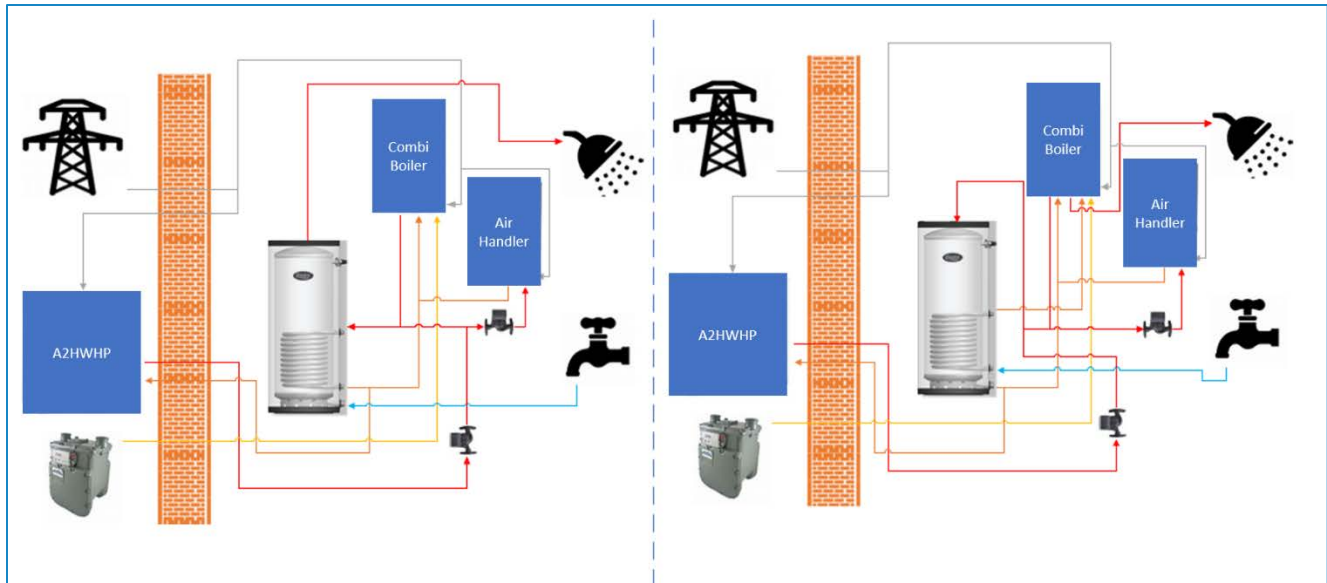 Combi
Boiler
Air
Handler
A2HWHP
Combi
Boiler
Air
Handler
A2HWHP